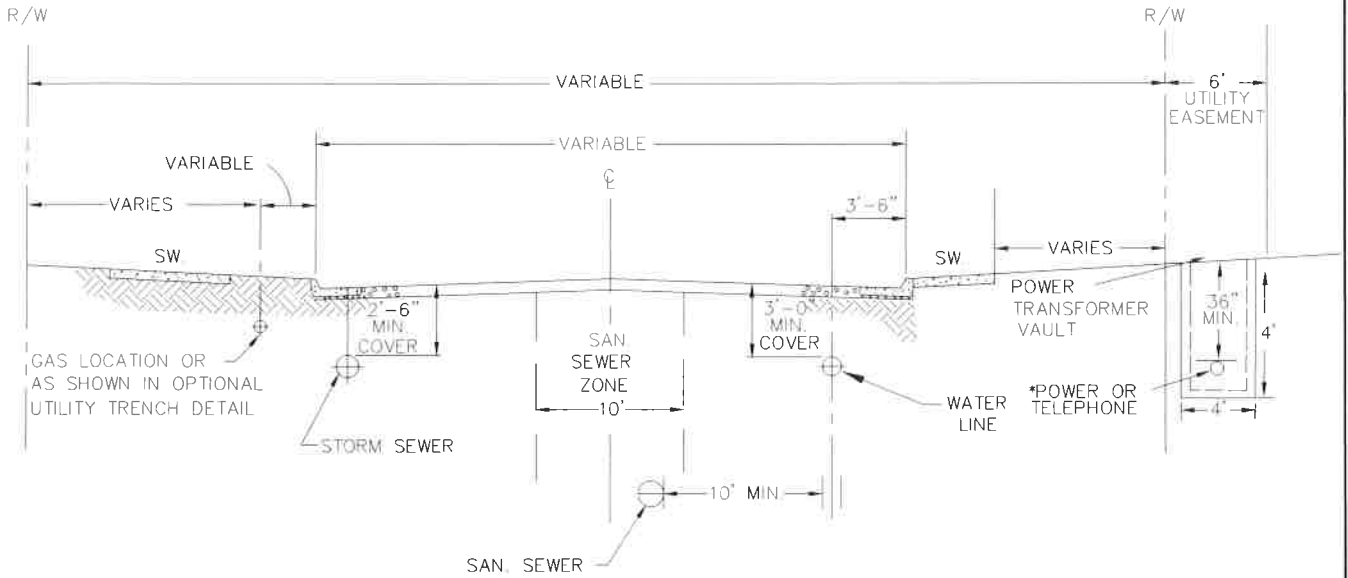 R/W
R/W
VARIABLE
6'
UTILITY
EASEMENT
VARIABLE
VARIABLE
℄
VARIES
3'-6"
SW
SW
VARIES
POWER
TRANSFORMER
VAULT
36"
MIN.
4'
2'-6"
MIN.
COVER
3'-0"
MIN.
COVER
SAN.
SEWER
ZONE
10'
GAS LOCATION OR
AS SHOWN IN OPTIONAL
UTILITY TRENCH DETAIL
WATER
LINE
*POWER OR
TELEPHONE
4'
STORM SEWER
10' MIN.
SAN. SEWER